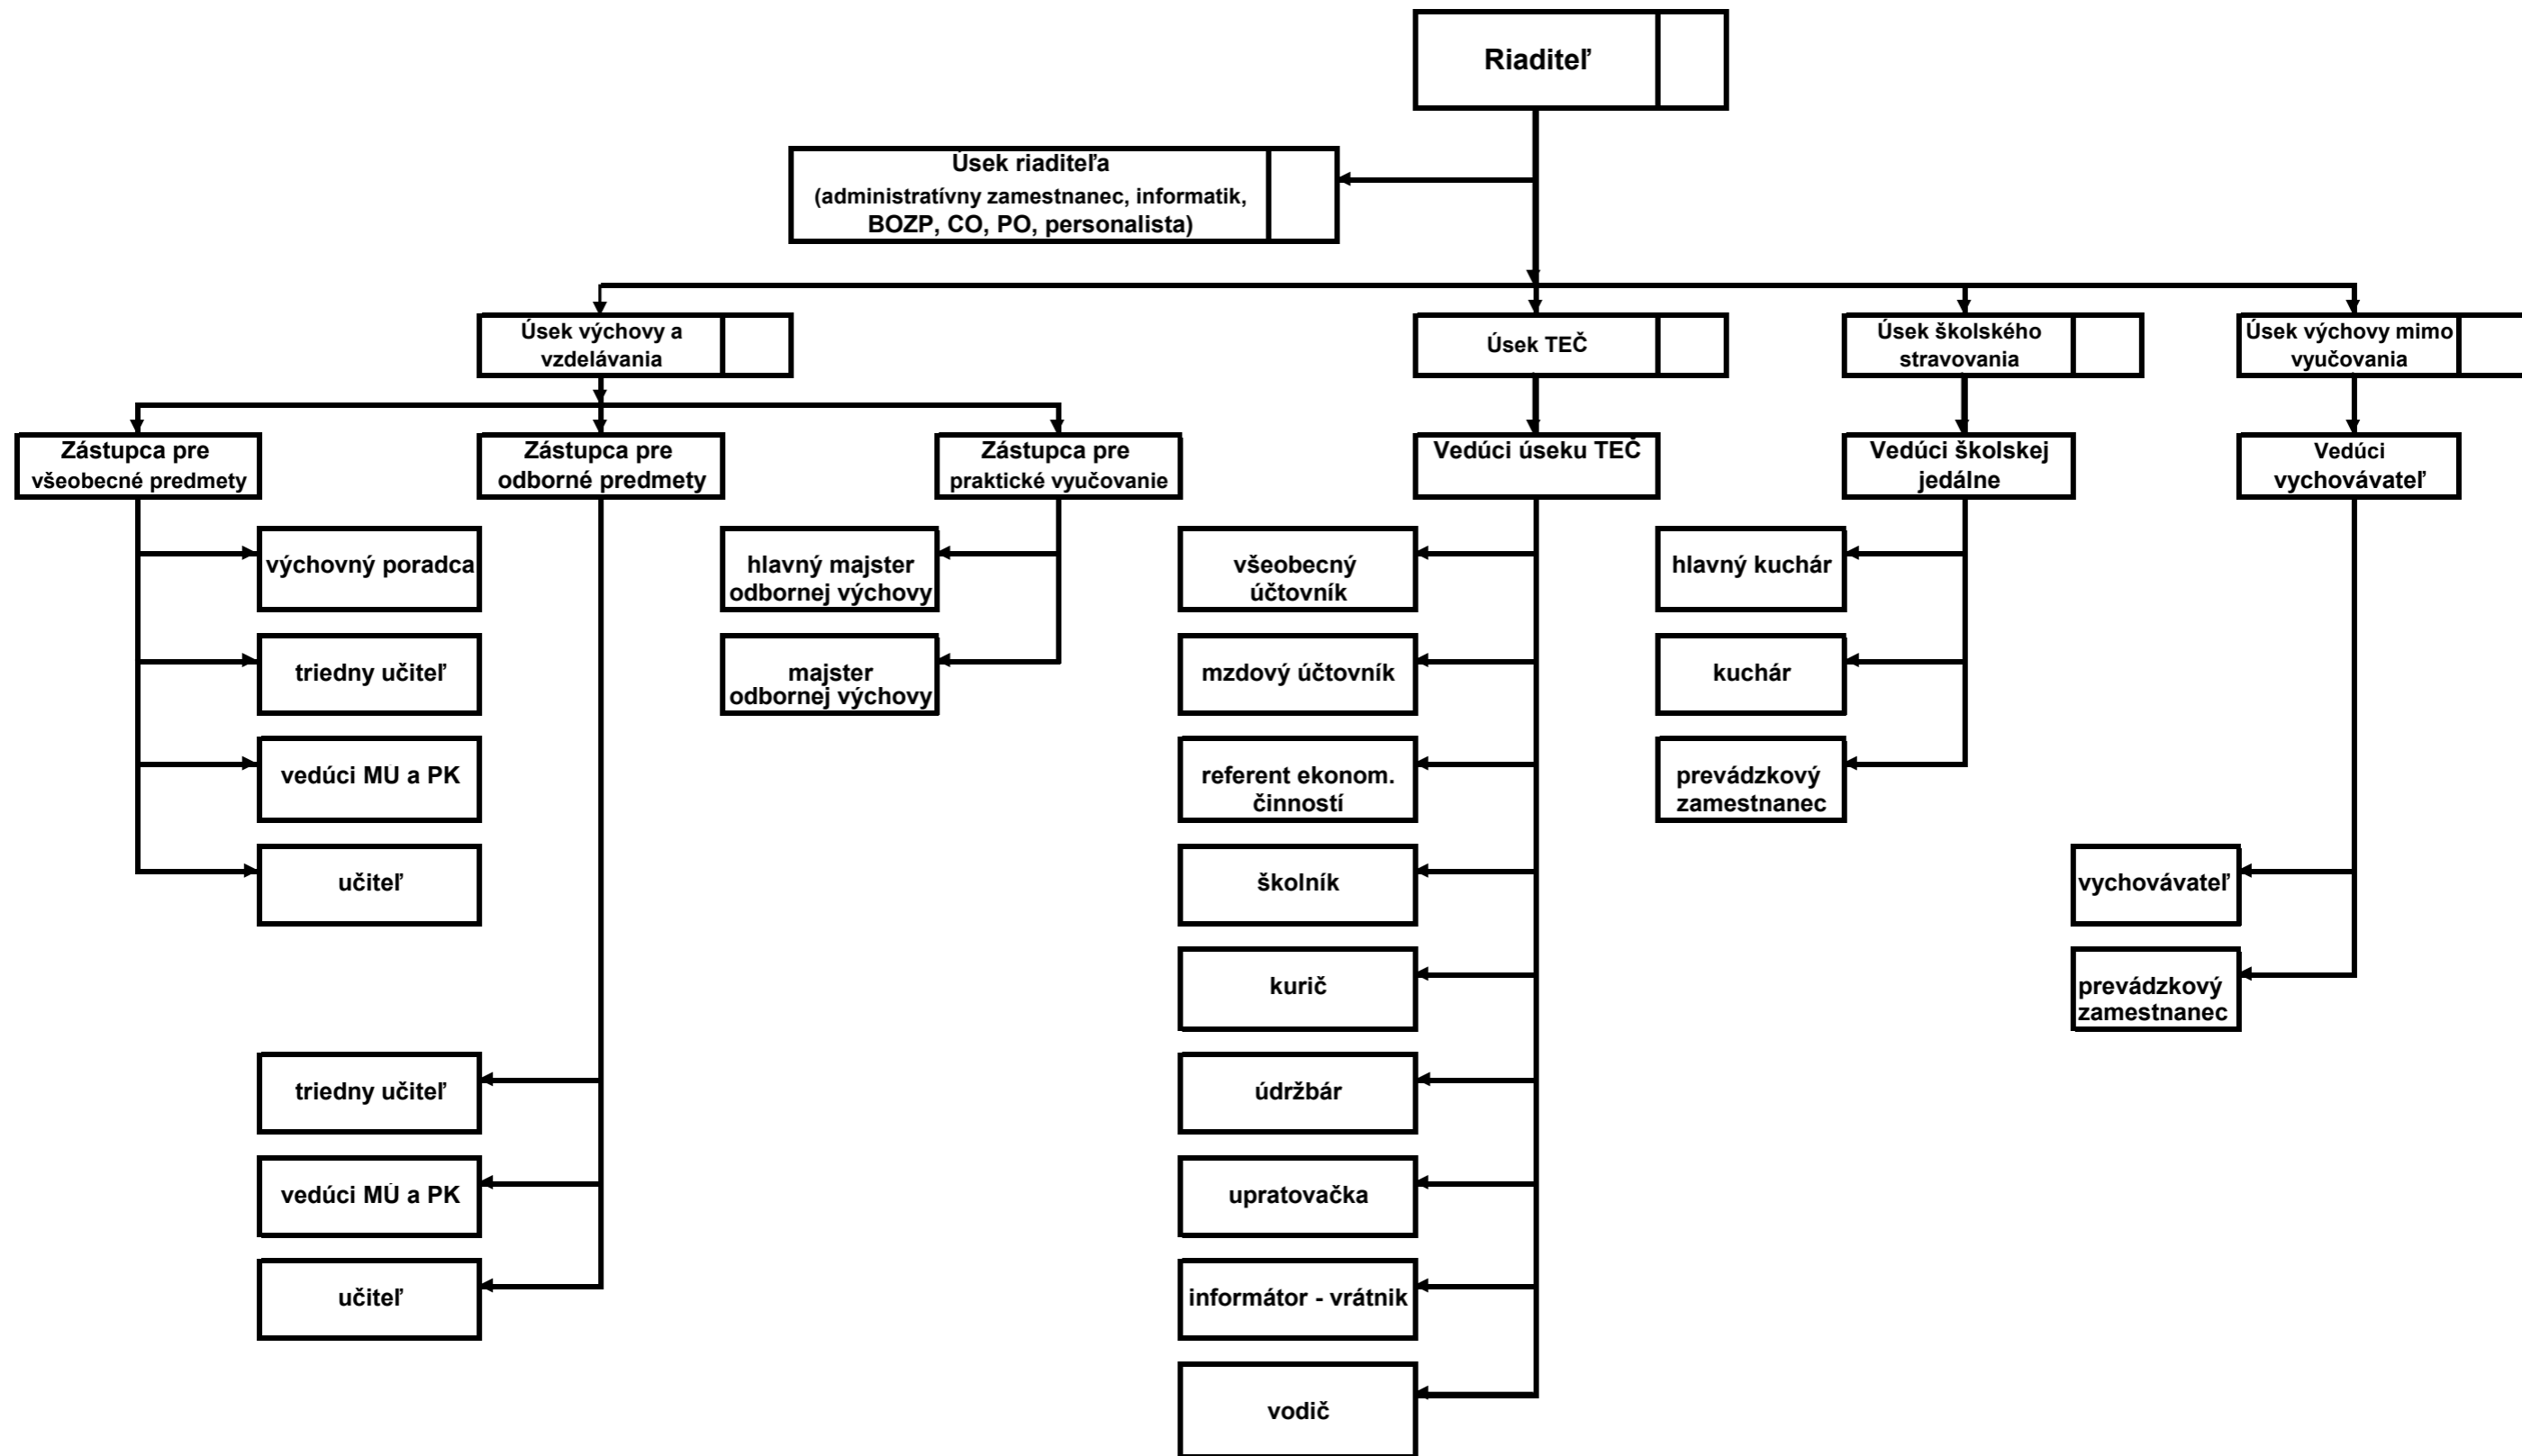 Riaditeľ
Úsek riaditeľa
(administratívny zamestnanec, informatik,
BOZP, CO, PO, personalista)
Úsek výchovy a
vzdelávania
Úsek TEČ
Úsek školského
stravovania
Úsek výchovy mimo
vyučovania
Zástupca pre
všeobecné predmety
Zástupca pre
odborné predmety
Zástupca pre
praktické vyučovanie
Vedúci úseku TEČ
Vedúci školskej
jedálne
Vedúci
vychovávateľ
výchovný poradca
hlavný majster
odbornej výchovy
všeobecný
účtovník
hlavný kuchár
triedny učiteľ
majster
odbornej výchovy
mzdový účtovník
kuchár
vedúci MÚ a PK
referent ekonom.
činností
prevádzkový
zamestnanec
učiteľ
školník
vychovávateľ
kurič
prevádzkový
zamestnanec
triedny učiteľ
údržbár
vedúci MÚ a PK
upratovačka
učiteľ
informátor - vrátnik
vodič